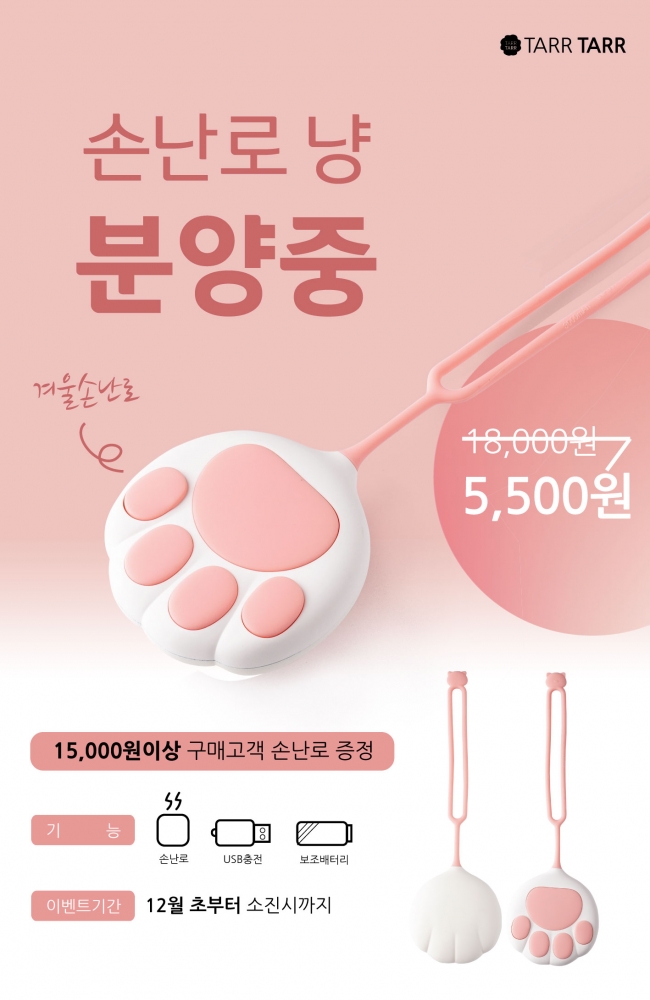 TARR TARR
손난로 냥
분양중
겨울손난로
18,000원
5,500원
15,000원이상 구매고객 손난로 증정
기 능
손난로 USB충전 보조배터리
이벤트기간 12월 초부터 소진시까지